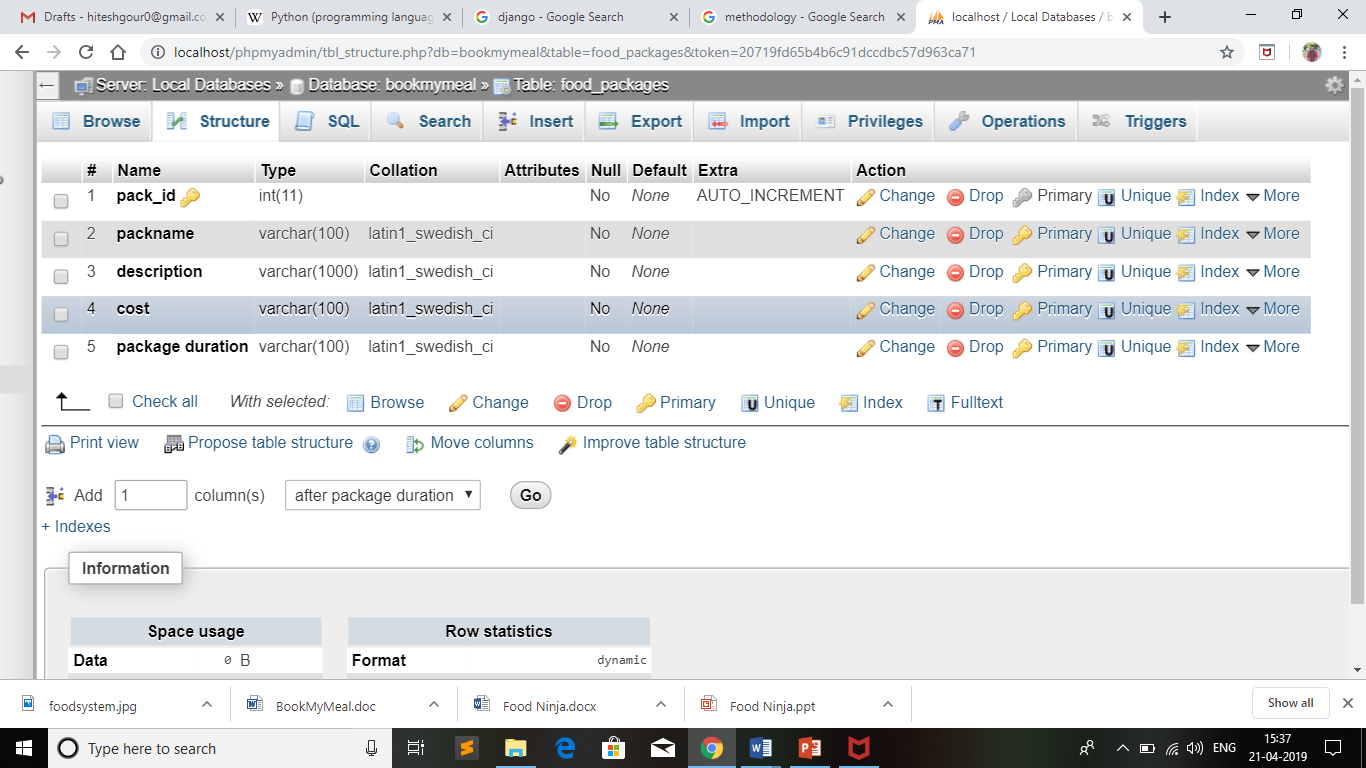 Drafts - hiteshgour0@gmail.co
Python (programming languag
django - Google Search
methodology - Google Search
localhost / Local Databases / b
localhost/phpmyadmin/tbl_structure.php?db=bookmymeal&table=food_packages&token=20719fd65b4b6c91dccdbc57d963ca71
Server: Local Databases » Database: bookmymeal » Table: food_packages
Browse Structure SQL Search Insert Export Import Privileges Operations Triggers
# Name Type Collation Attributes Null Default Extra Action
1 pack_id int(11) No None AUTO_INCREMENT Change Drop Primary Unique Index More
2 packname varchar(100) latin1_swedish_ci No None Change Drop Primary Unique Index More
3 description varchar(1000) latin1_swedish_ci No None Change Drop Primary Unique Index More
4 cost varchar(100) latin1_swedish_ci No None Change Drop Primary Unique Index More
5 package duration varchar(100) latin1_swedish_ci No None Change Drop Primary Unique Index More
Check all With selected: Browse Change Drop Primary Unique Index Fulltext
Print view Propose table structure Move columns Improve table structure
Add 1 column(s) after package duration Go
+ Indexes
Information
Space usage Row statistics
Data 0 B Format dynamic
foodsystem.jpg BookMyMeal.doc Food Ninja.docx Food Ninja.ppt Show all
Type here to search
ENG
15:37
21-04-2019